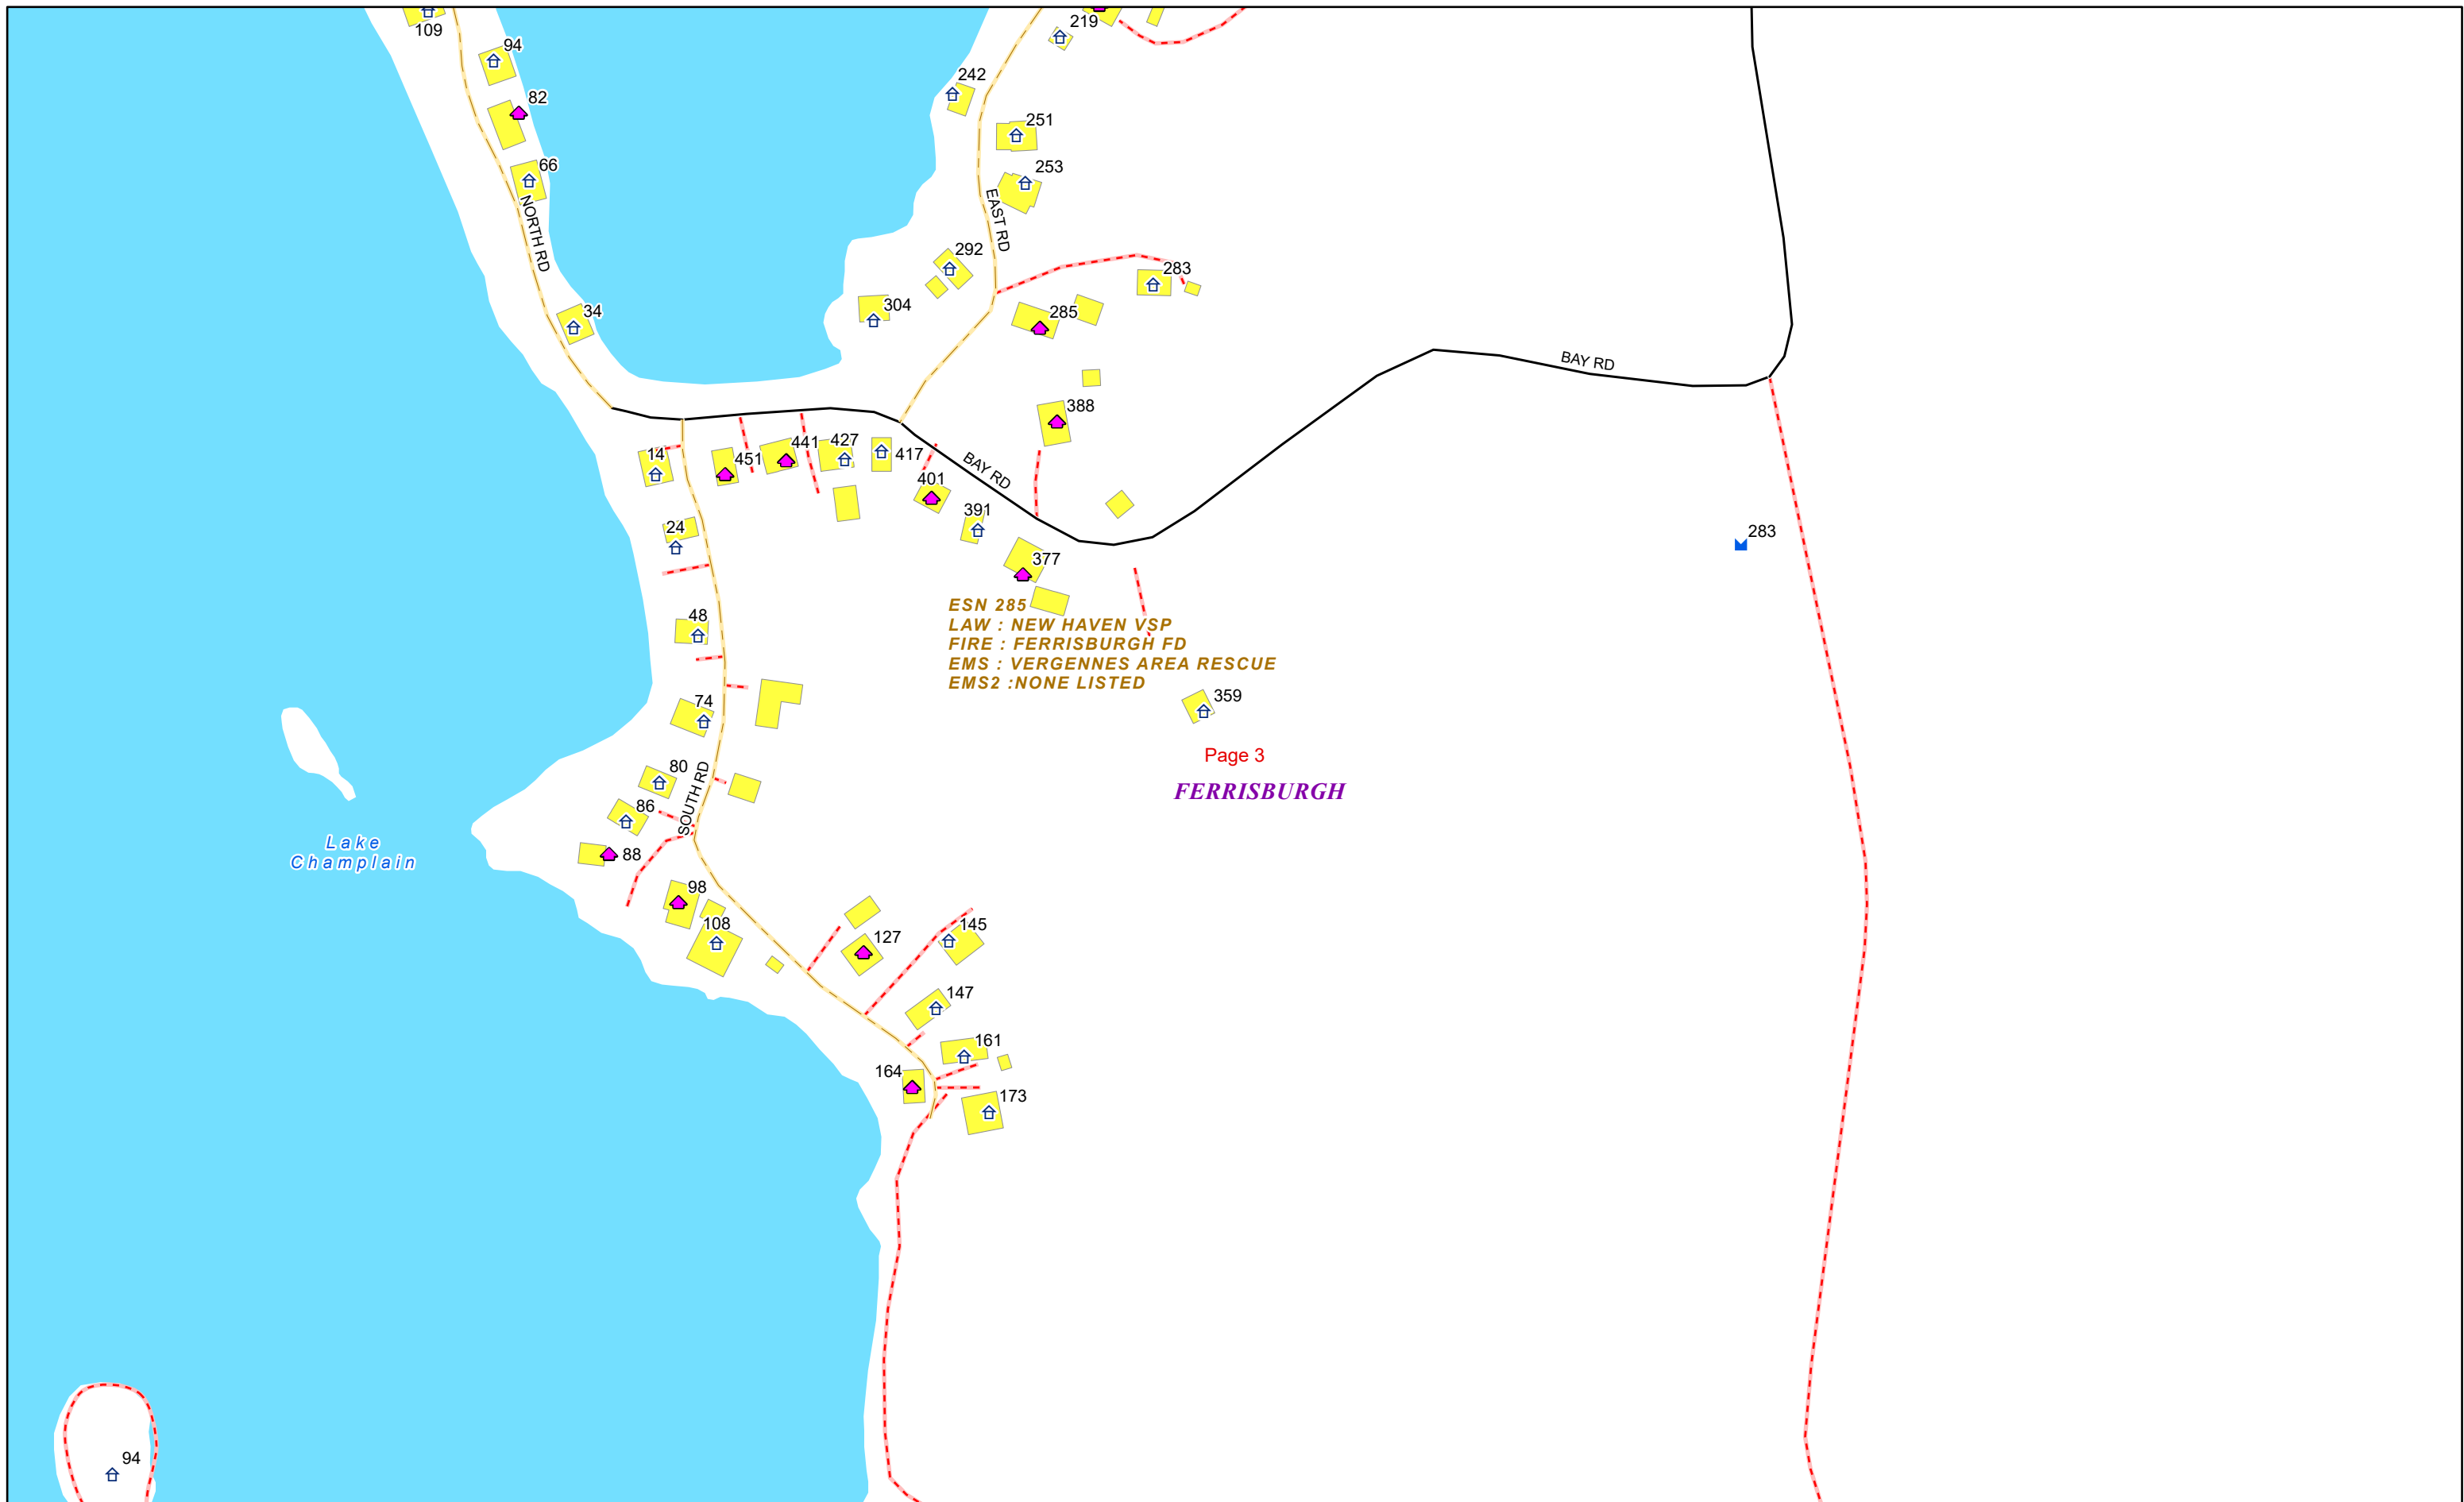 109
219
94
242
82
251
66
253
NORTH RD
EAST RD
292
283
304
34
285
BAY RD
388
14
451
441
427
417
BAY RD
401
391
24
283
377
ESN 285
LAW : NEW HAVEN VSP
FIRE : FERRISBURGH FD
EMS : VERGENNES AREA RESCUE
EMS2 :NONE LISTED
48
74
359
Page 3
FERRISBURGH
80
SOUTH RD
86
Lake
Champlain
88
98
108
127
145
147
161
164
173
94